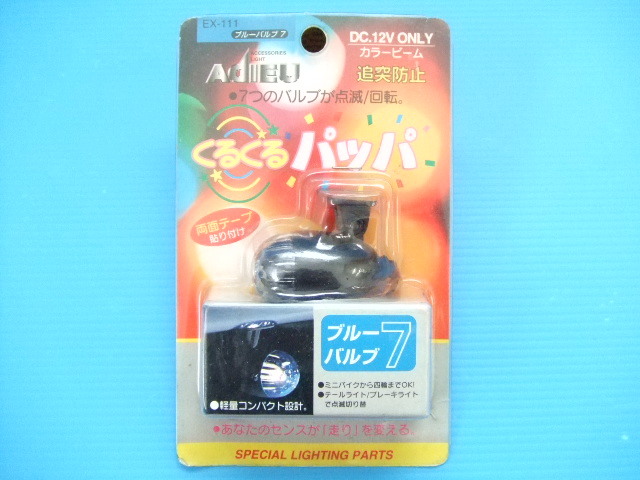 EX-111
ブルーバルブ 7
DC.12V ONLY
カラービーム
追突防止
ACCESSORIES
LIGHT
AdiEU
●7つのバルブが点滅/回転。
くるくるパッパ
両面テープ
貼り付け。
ブルー
バルブ
7
●ミニバイクから四輪までOK!
●テールライト/ブレーキライト
で点滅切り替
●軽量コンパクト設計。
●あなたのセンスが「走り」を変える。
SPECIAL LIGHTING PARTS